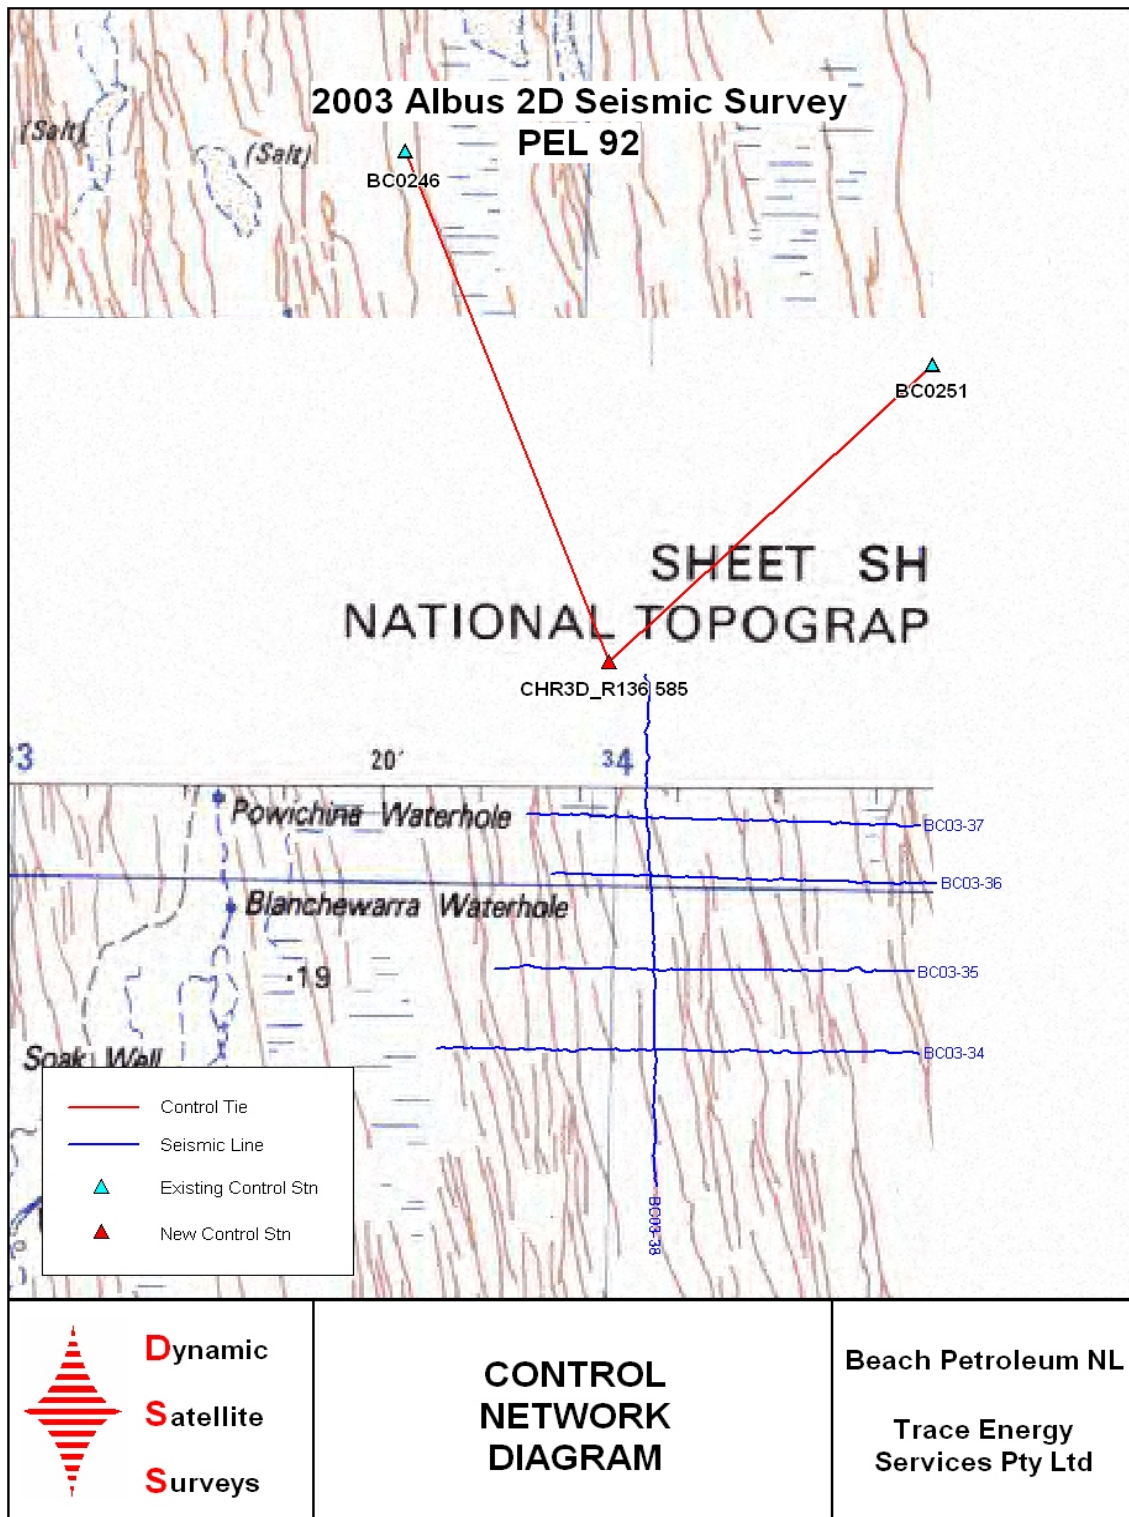 2003 Albus 2D Seismic Survey
PEL 92
(Salt)
(Salt)
BC0246
BC0251
SHEET SH
NATIONAL TOPOGRAP
CHR3D_R136 585
3
20'
34
Powichina Waterhole
BC03-37
BC03-36
Blanchewarra Waterhole
BC03-35
·19
BC03-34
Soak Well
Control Tie
Seismic Line
Existing Control Stn
New Control Stn
BC03-38
Dynamic
Satellite
Surveys
CONTROL
NETWORK
DIAGRAM
Beach Petroleum NL
Trace Energy
Services Pty Ltd